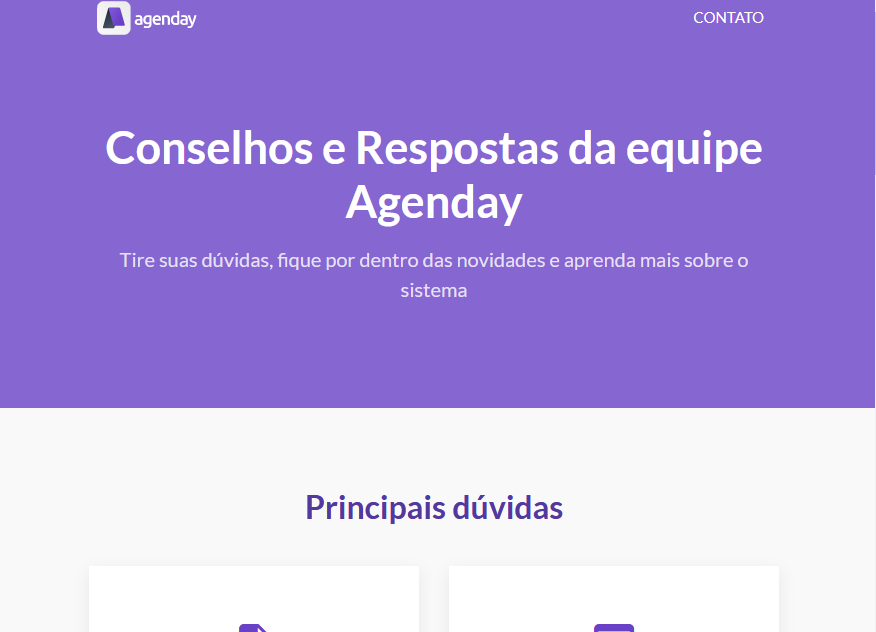 agenday
CONTATO
Conselhos e Respostas da equipe
Agenday
Tire suas dúvidas, fique por dentro das novidades e aprenda mais sobre o
sistema
Principais dúvidas